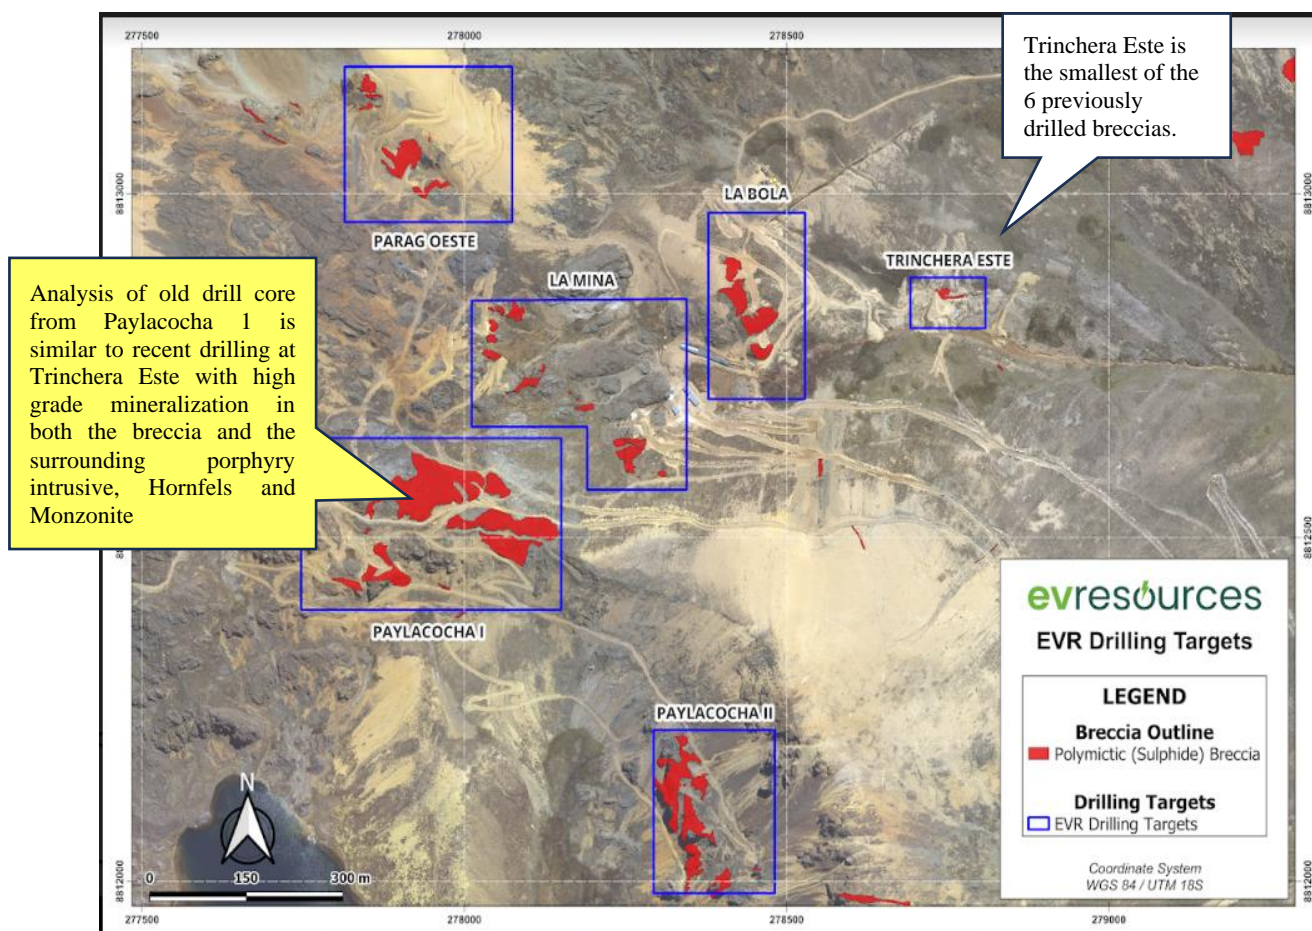 277500
278000
278500
Trinchera Este is
the smallest of the
6 previously
drilled breccias.
8813000
8813000
LA BOLA
PARAG OESTE
TRINCHERA ESTE
LA MINA
Analysis of old drill core
from Paylacocha 1 is
similar to recent drilling at
Trinchera Este with high
grade mineralization in
both the breccia and the
surrounding porphyry
intrusive, Hornfels and
Monzonite
8812500
PAYLACOCHA I
PAYLACOCHA II
evresources
EVR Drilling Targets
LEGEND
Breccia Outline
Polymictic (Sulphide) Breccia
Drilling Targets
EVR Drilling Targets
Coordinate System
WGS 84 / UTM 18S
N
0 150 300 m
8812000
8812000
277500
278000
278500
279000